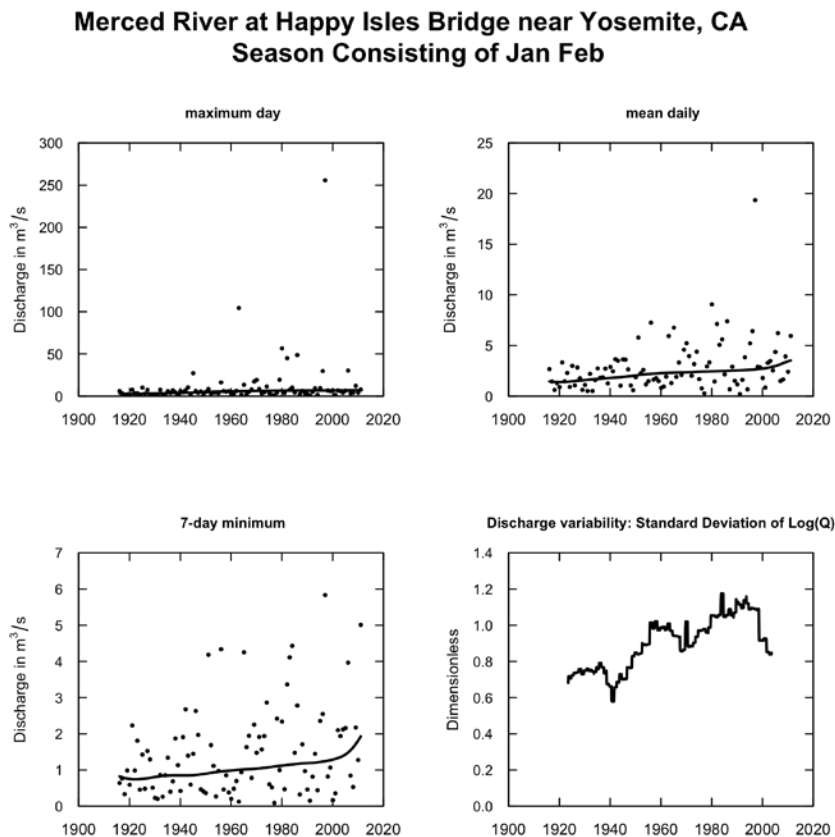 Merced River at Happy Isles Bridge near Yosemite, CA
Season Consisting of Jan Feb
maximum day
Discharge in m³/s
300
250
200
150
100
50
0
1900 1920 1940 1960 1980 2000 2020
mean daily
Discharge in m³/s
25
20
15
10
5
0
1900 1920 1940 1960 1980 2000 2020
7-day minimum
Discharge in m³/s
7
6
5
4
3
2
1
0
1900 1920 1940 1960 1980 2000 2020
Discharge variability: Standard Deviation of Log(Q)
Dimensionless
1.4
1.2
1.0
0.8
0.6
0.4
0.2
0.0
1900 1920 1940 1960 1980 2000 2020